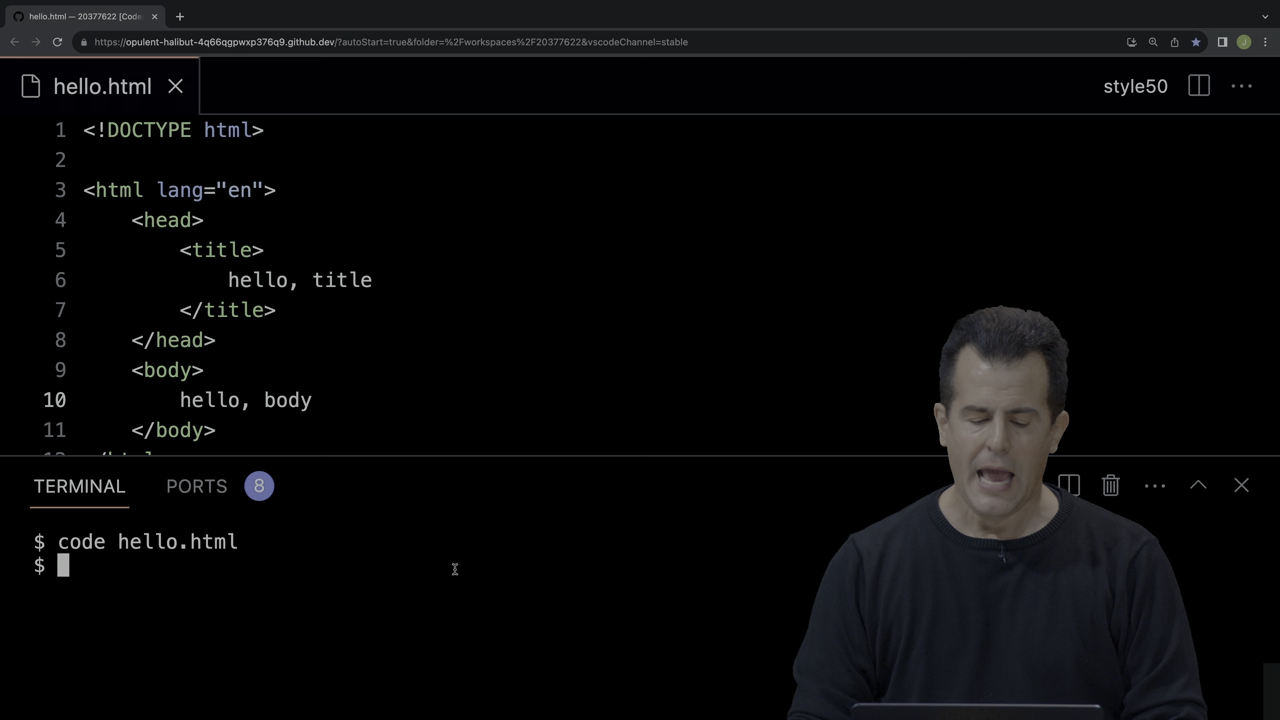 hello.html — 20377622 [Code
https://opulent-halibut-4q66qgpwxp376q9.github.dev/?autoStart=true&folder=%2Fworkspaces%2F20377622&vscodeChannel=stable
J
hello.html
style50
1 <!DOCTYPE html>
2
3 <html lang="en">
4 <head>
5 <title>
6 hello, title
7 </title>
8 </head>
9 <body>
10 hello, body
11 </body>
TERMINAL PORTS 8
$ code hello.html
$